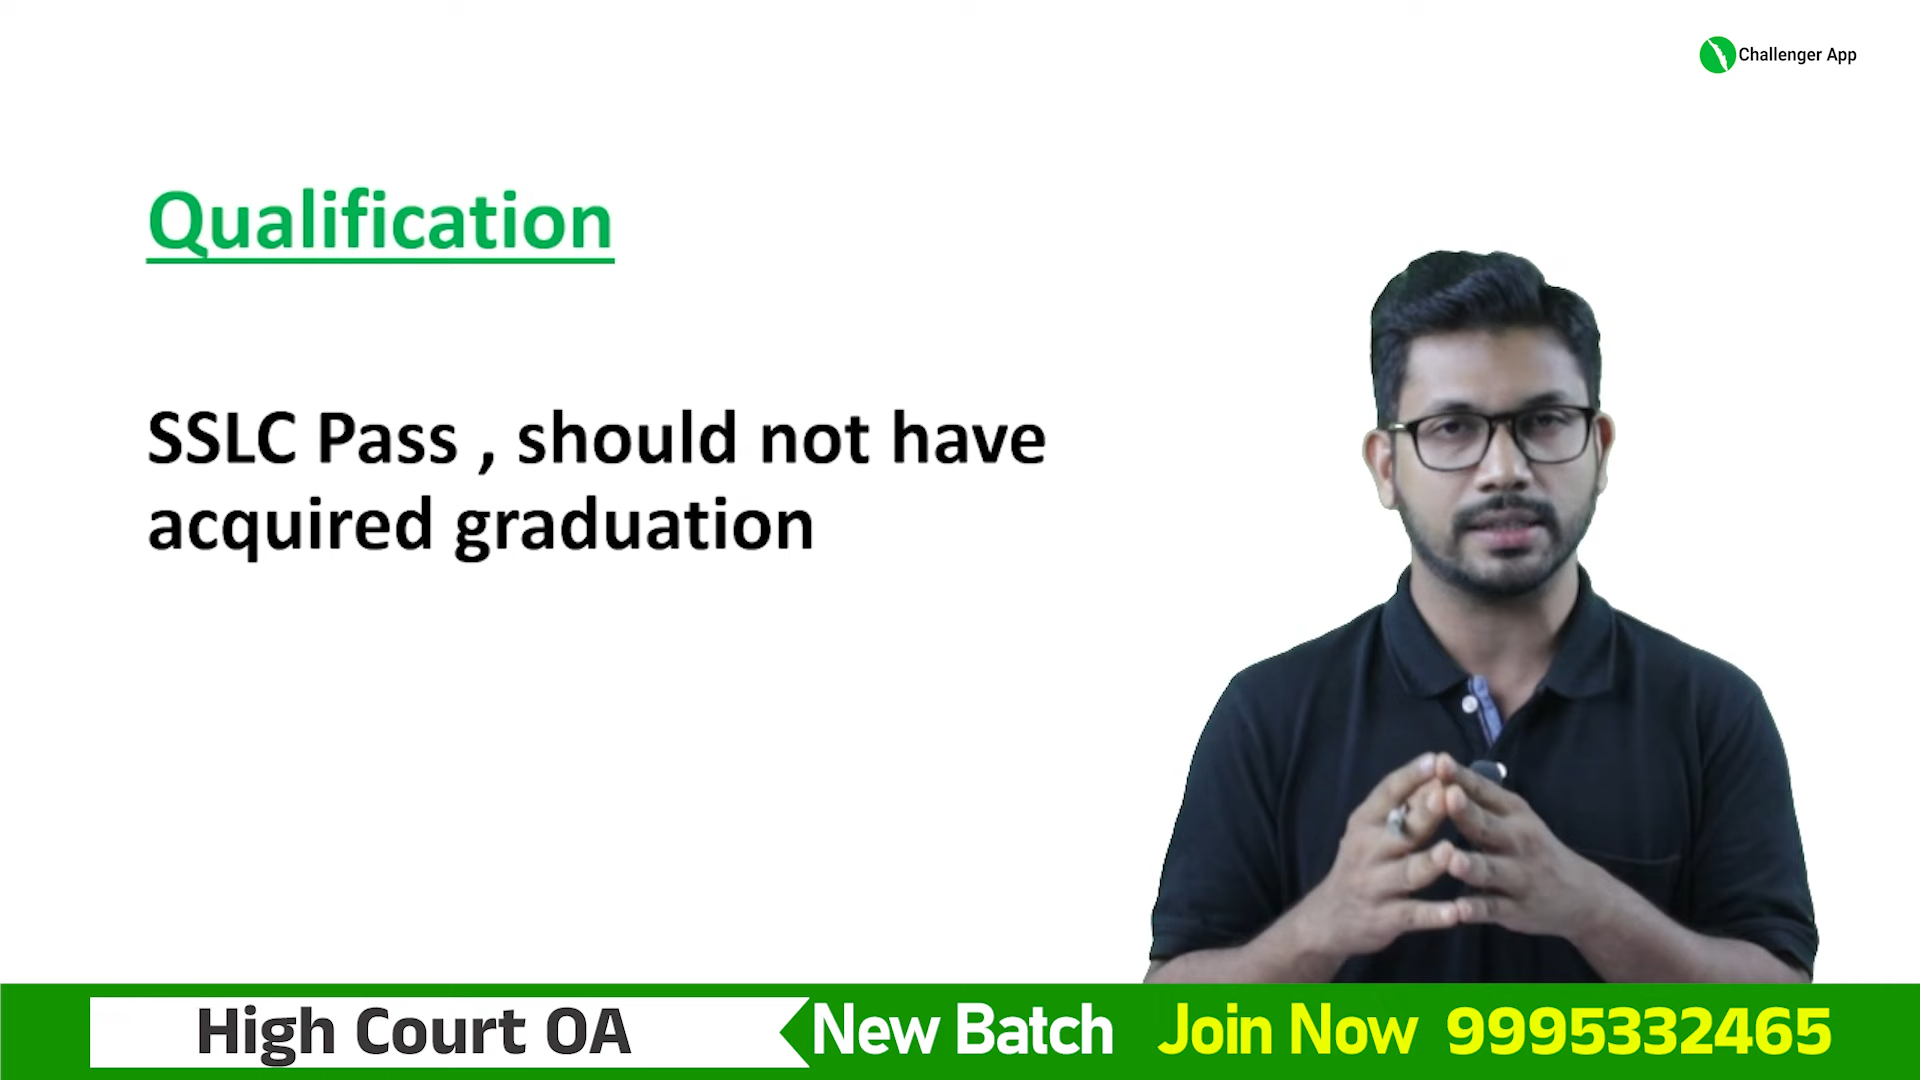 Challenger App
Qualification
SSLC Pass , should not have
acquired graduation
High Court OA
New Batch
Join Now 9995332465